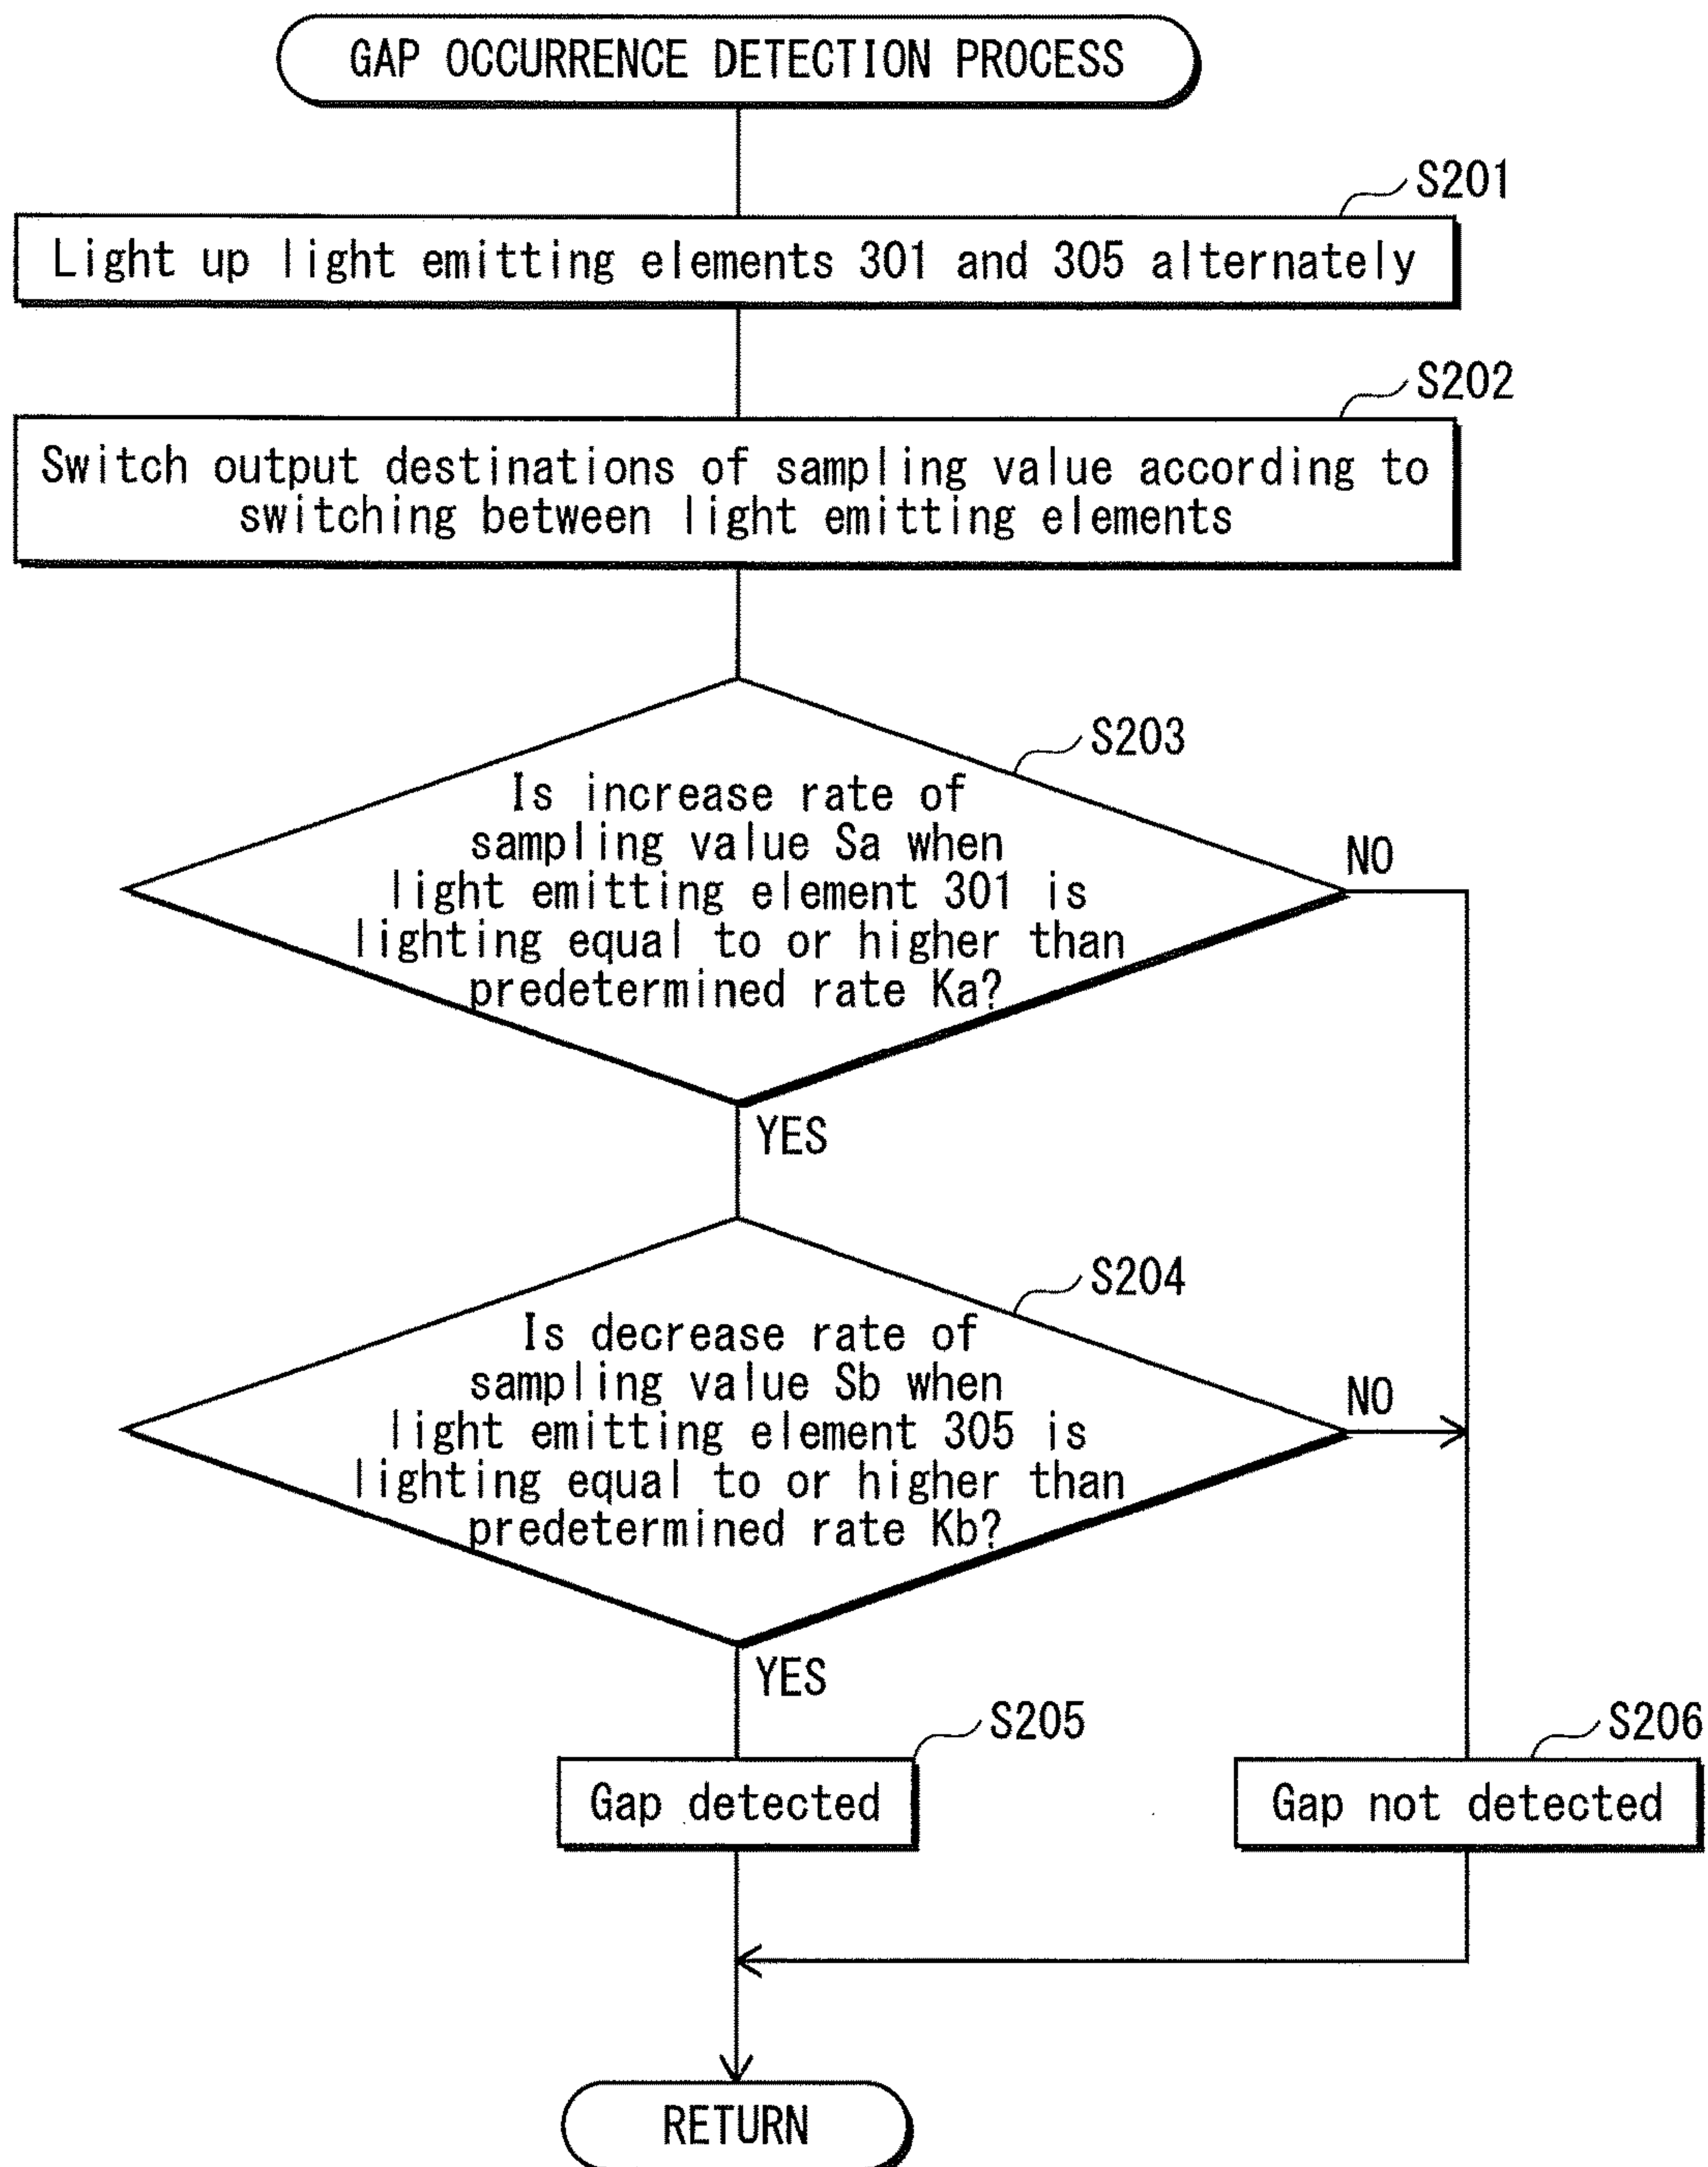 GAP OCCURRENCE DETECTION PROCESS
S201
Light up light emitting elements 301 and 305 alternately
S202
Switch output destinations of sampling value according to
switching between light emitting elements
S203
Is increase rate of
sampling value Sa when
light emitting element 301 is
lighting equal to or higher than
predetermined rate Ka?
NO
YES
S204
Is decrease rate of
sampling value Sb when
light emitting element 305 is
lighting equal to or higher than
predetermined rate Kb?
NO
YES
S205
Gap detected
S206
Gap not detected
RETURN